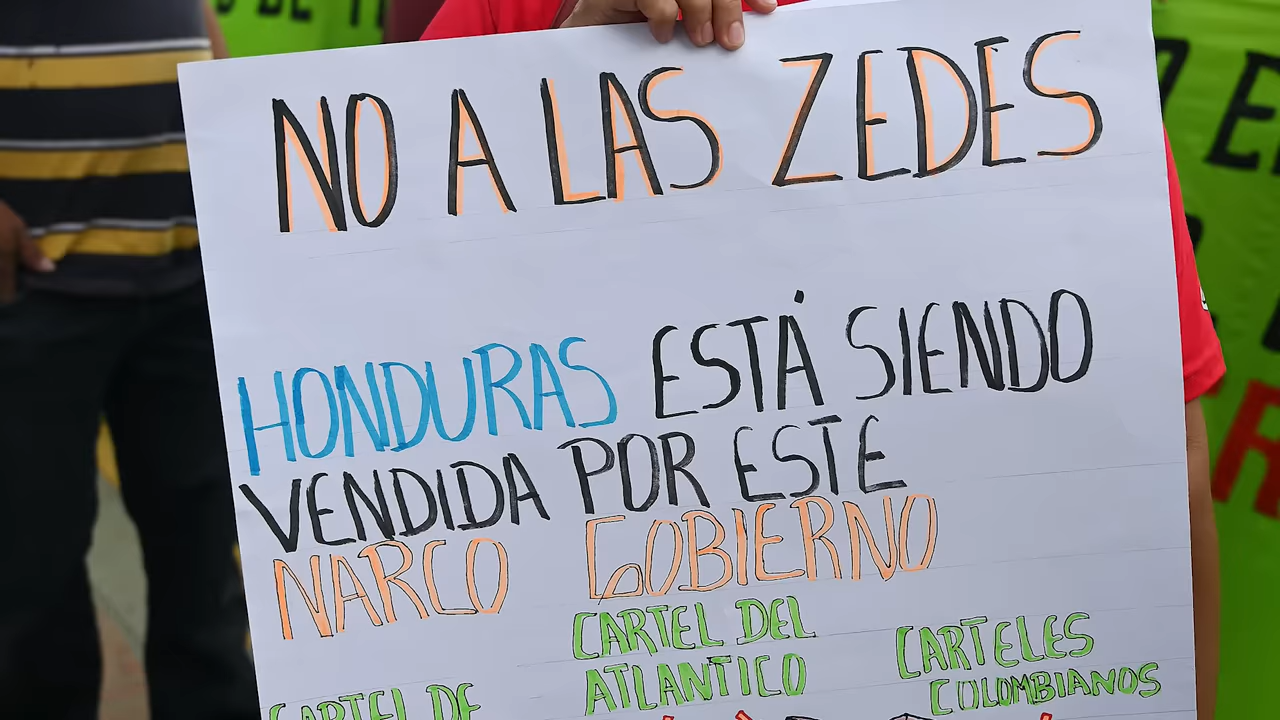 NO A LAS ZEDES
HONDURAS ESTÁ SIENDO
VENDIDA POR ESTE
NARCO GOBIERNO
CARTEL DEL
ATLANTICO
CARTELES
COLOMBIANOS
CARTEL DE